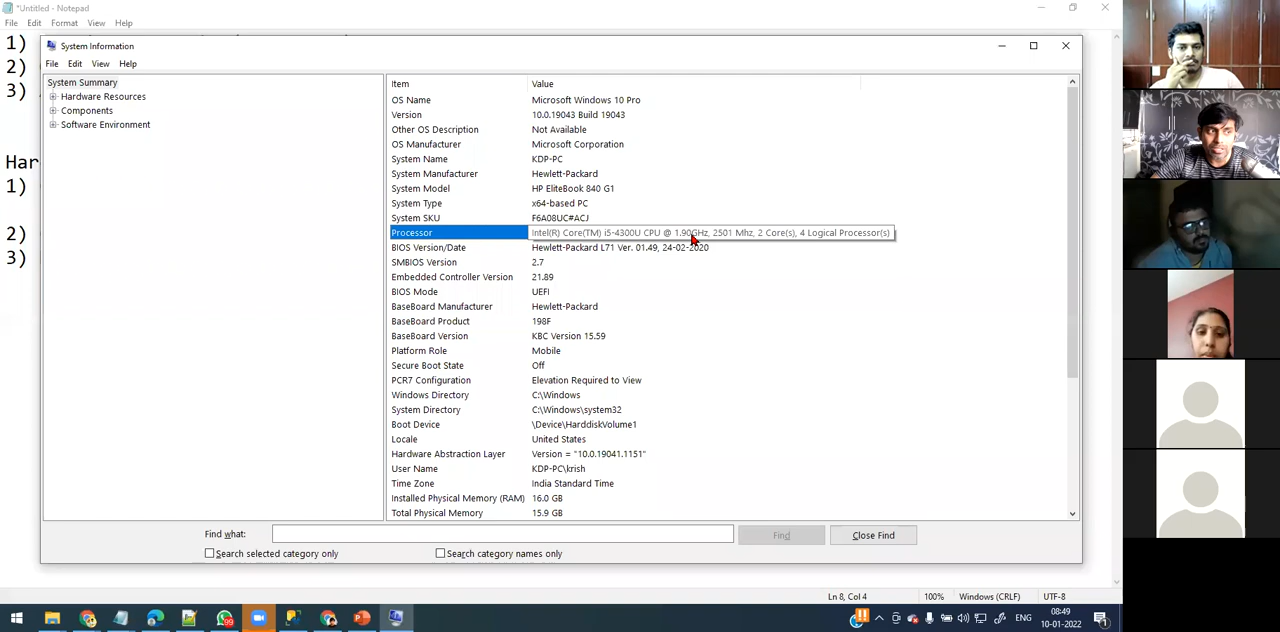 *Untitled - Notepad
File Edit Format View Help
1)
2)
3)
Har
1)
2)
3)
System Information
File Edit View Help
System Summary
Hardware Resources
Components
Software Environment
Item Value
OS Name Microsoft Windows 10 Pro
Version 10.0.19043 Build 19043
Other OS Description Not Available
OS Manufacturer Microsoft Corporation
System Name KDP-PC
System Manufacturer Hewlett-Packard
System Model HP EliteBook 840 G1
System Type x64-based PC
System SKU F6A08UC#ACJ
Processor Intel(R) Core(TM) i5-4300U CPU @ 1.90GHz, 2501 Mhz, 2 Core(s), 4 Logical Processor(s)
BIOS Version/Date Hewlett-Packard L71 Ver. 01.49, 24-02-2020
SMBIOS Version 2.7
Embedded Controller Version 21.89
BIOS Mode UEFI
BaseBoard Manufacturer Hewlett-Packard
BaseBoard Product 198F
BaseBoard Version KBC Version 15.59
Platform Role Mobile
Secure Boot State Off
PCR7 Configuration Elevation Required to View
Windows Directory C:\Windows
System Directory C:\Windows\system32
Boot Device \Device\HarddiskVolume1
Locale United States
Hardware Abstraction Layer Version = "10.0.19041.1151"
User Name KDP-PC\krish
Time Zone India Standard Time
Installed Physical Memory (RAM) 16.0 GB
Total Physical Memory 15.9 GB
Find what: Find Close Find
Search selected category only Search category names only
Ln 8, Col 4 100% Windows (CRLF) UTF-8
99
ENG
08:49
10-01-2022
1